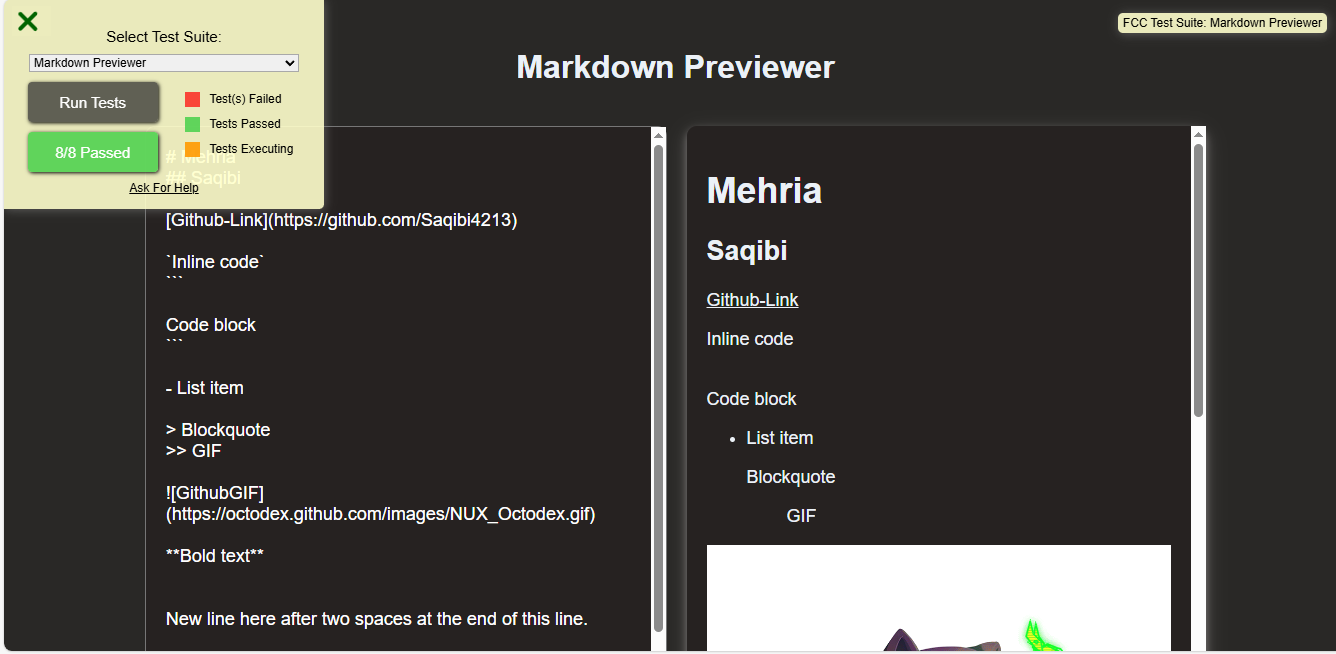 Select Test Suite:
Markdown Previewer
Run Tests
8/8 Passed
Test(s) Failed
Tests Passed
Tests Executing
Ask For Help
FCC Test Suite: Markdown Previewer
Markdown Previewer
# Mehria
## Saqibi
[Github-Link](https://github.com/Saqibi4213)
`Inline code`
```
Code block
```
- List item
> Blockquote
>> GIF
![GithubGIF]
(https://octodex.github.com/images/NUX_Octodex.gif)
**Bold text**
New line here after two spaces at the end of this line.
Mehria
Saqibi
Github-Link
Inline code
Code block
• List item
Blockquote
GIF